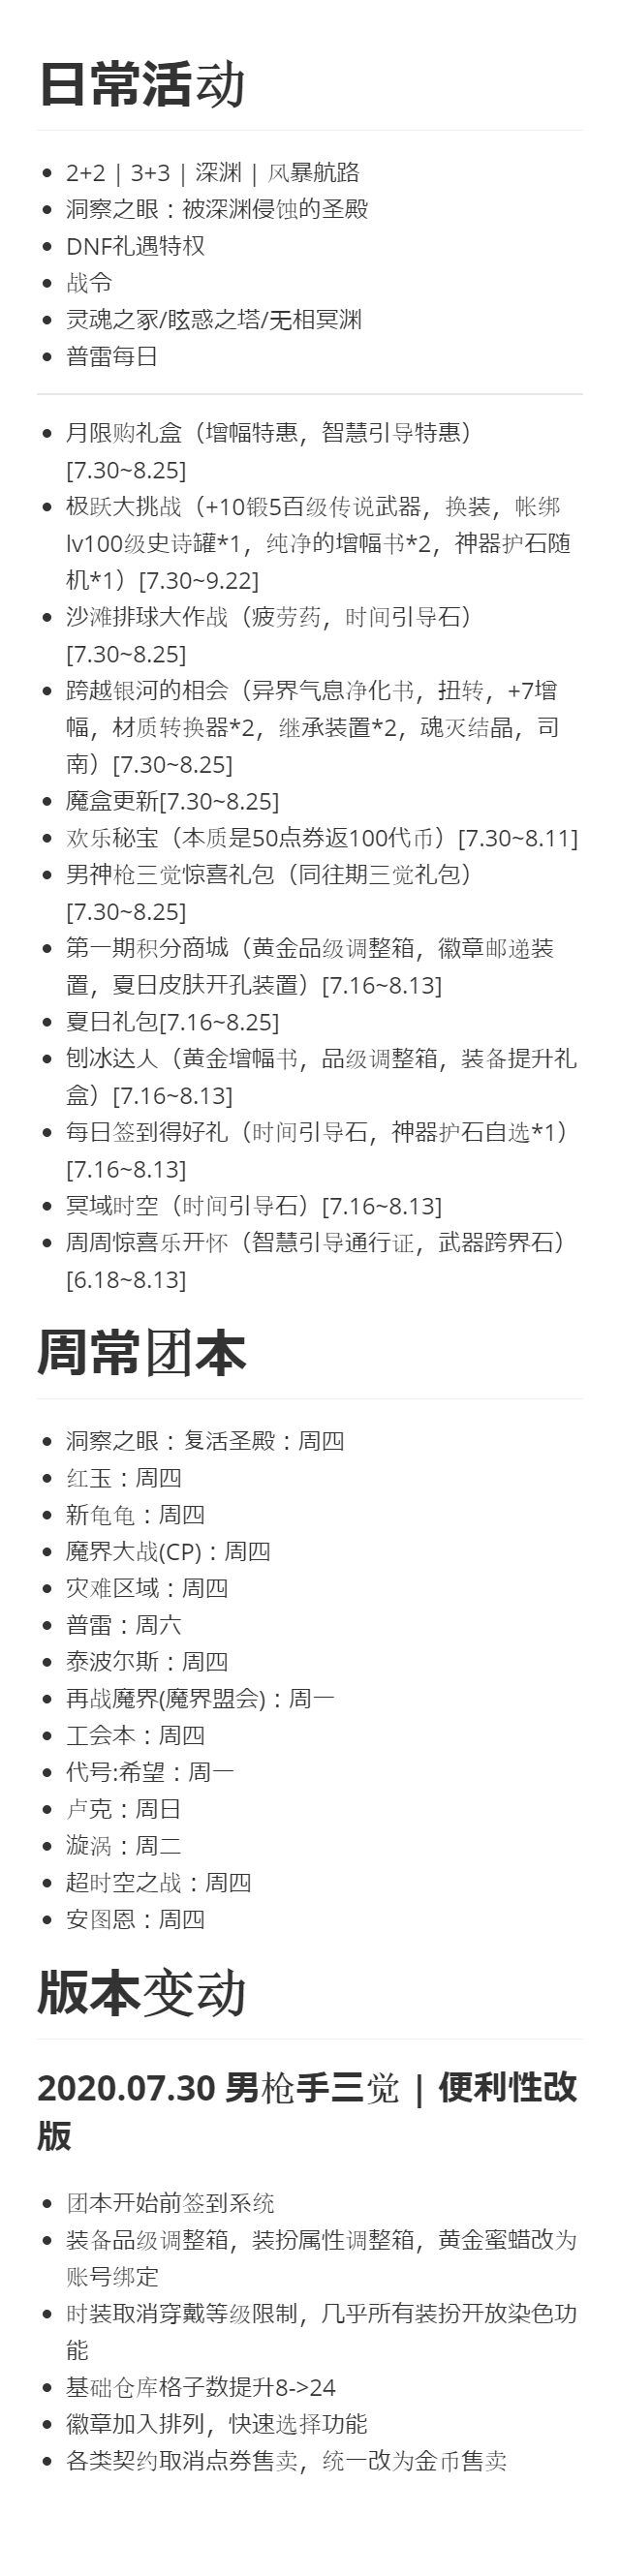 日常活动
2+2 | 3+3 | 深渊 | 风暴航路
洞察之眼：被深渊侵蚀的圣殿
DNF礼遇特权
战令
灵魂之冢/眩惑之塔/无相冥渊
普雷每日
月限购礼盒（增幅特惠，智慧引导特惠）
[7.30~8.25]
极跃大挑战（+10锻5百级传说武器，换装，帐绑
lv100级史诗罐*1，纯净的增幅书*2，神器护石随
机*1）[7.30~9.22]
沙滩排球大作战（疲劳药，时间引导石）
[7.30~8.25]
跨越银河的相会（异界气息净化书，扭转，+7增
幅，材质转换器*2，继承装置*2，魂灭结晶，司
南）[7.30~8.25]
魔盒更新[7.30~8.25]
欢乐秘宝（本质是50点券返100代币）[7.30~8.11]
男神枪三觉惊喜礼包（同往期三觉礼包）
[7.30~8.25]
第一期积分商城（黄金品级调整箱，徽章邮递装
置，夏日皮肤开孔装置）[7.16~8.13]
夏日礼包[7.16~8.25]
刨冰达人（黄金增幅书，品级调整箱，装备提升礼
盒）[7.16~8.13]
每日签到得好礼（时间引导石，神器护石自选*1）
[7.16~8.13]
冥域时空（时间引导石）[7.16~8.13]
周周惊喜乐开怀（智慧引导通行证，武器跨界石）
[6.18~8.13]
周常团本
洞察之眼：复活圣殿：周四
红玉：周四
新龟龟：周四
魔界大战(CP)：周四
灾难区域：周四
普雷：周六
泰波尔斯：周四
再战魔界(魔界盟会)：周一
工会本：周四
代号:希望：周一
卢克：周日
漩涡：周二
超时空之战：周四
安图恩：周四
版本变动
2020.07.30 男枪手三觉 | 便利性改
版
团本开始前签到系统
装备品级调整箱，装扮属性调整箱，黄金蜜蜡改为
账号绑定
时装取消穿戴等级限制，几乎所有装扮开放染色功
能
基础仓库格子数提升8->24
徽章加入排列，快速选择功能
各类契约取消点券售卖，统一改为金币售卖